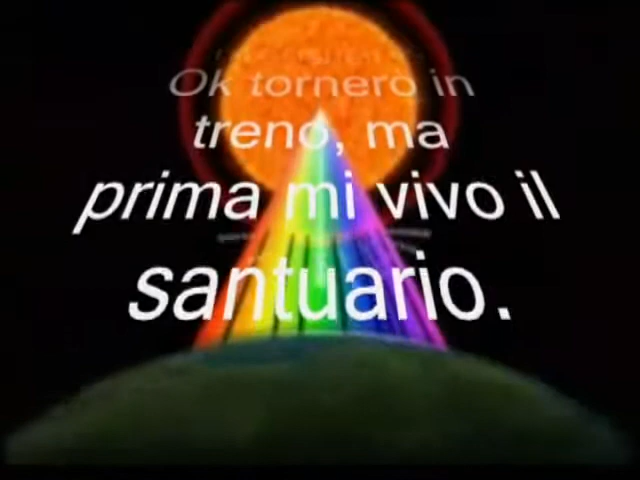 Ok tornero in
treno, ma
prima mi vivo il
santuario.